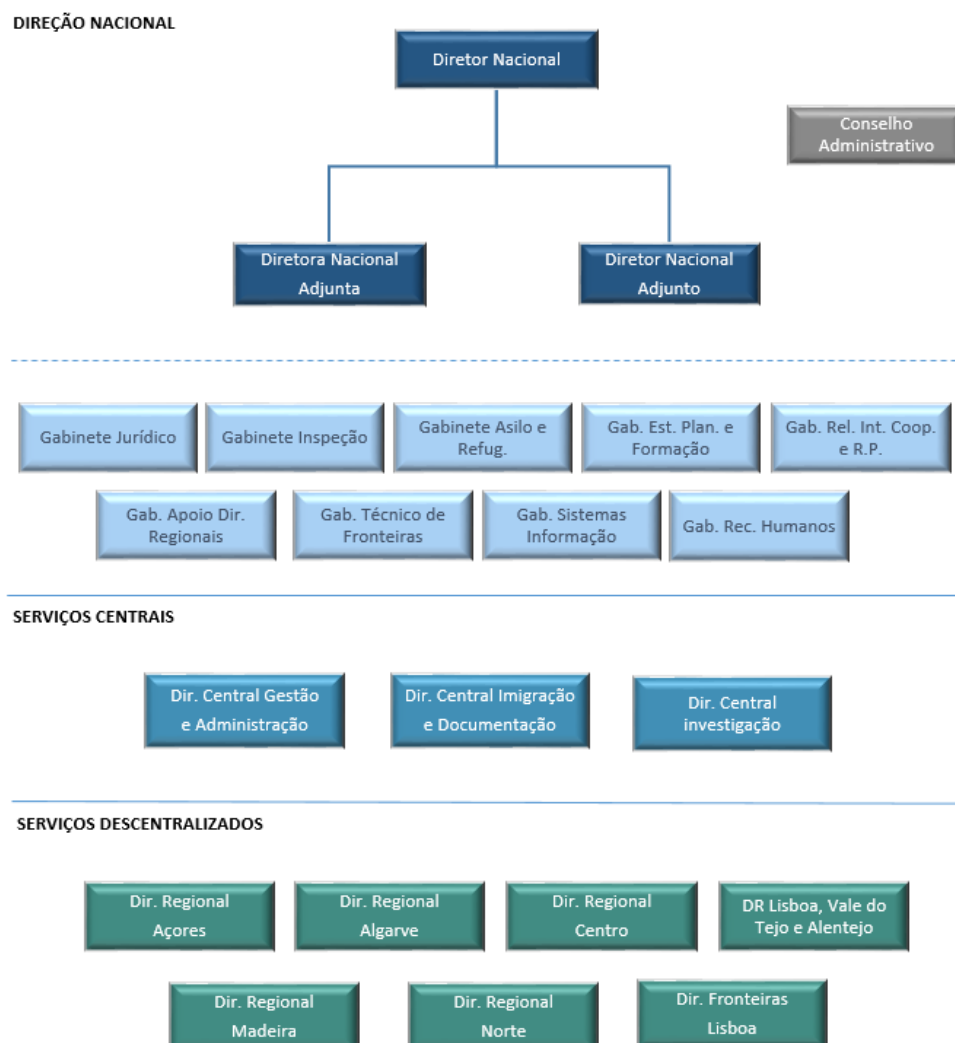 DIREÇÃO NACIONAL
Diretor Nacional
Conselho
Administrativo
Diretora Nacional
Adjunta
Diretor Nacional
Adjunto
Gabinete Jurídico
Gabinete Inspeção
Gabinete Asilo e
Refug.
Gab. Est. Plan. e
Formação
Gab. Rel. Int. Coop.
e R.P.
Gab. Apoio Dir.
Regionais
Gab. Técnico de
Fronteiras
Gab. Sistemas
Informação
Gab. Rec. Humanos
SERVIÇOS CENTRAIS
Dir. Central Gestão
e Administração
Dir. Central Imigração
e Documentação
Dir. Central
investigação
SERVIÇOS DESCENTRALIZADOS
Dir. Regional
Açores
Dir. Regional
Algarve
Dir. Regional
Centro
DR Lisboa, Vale do
Tejo e Alentejo
Dir. Regional
Madeira
Dir. Regional
Norte
Dir. Fronteiras
Lisboa